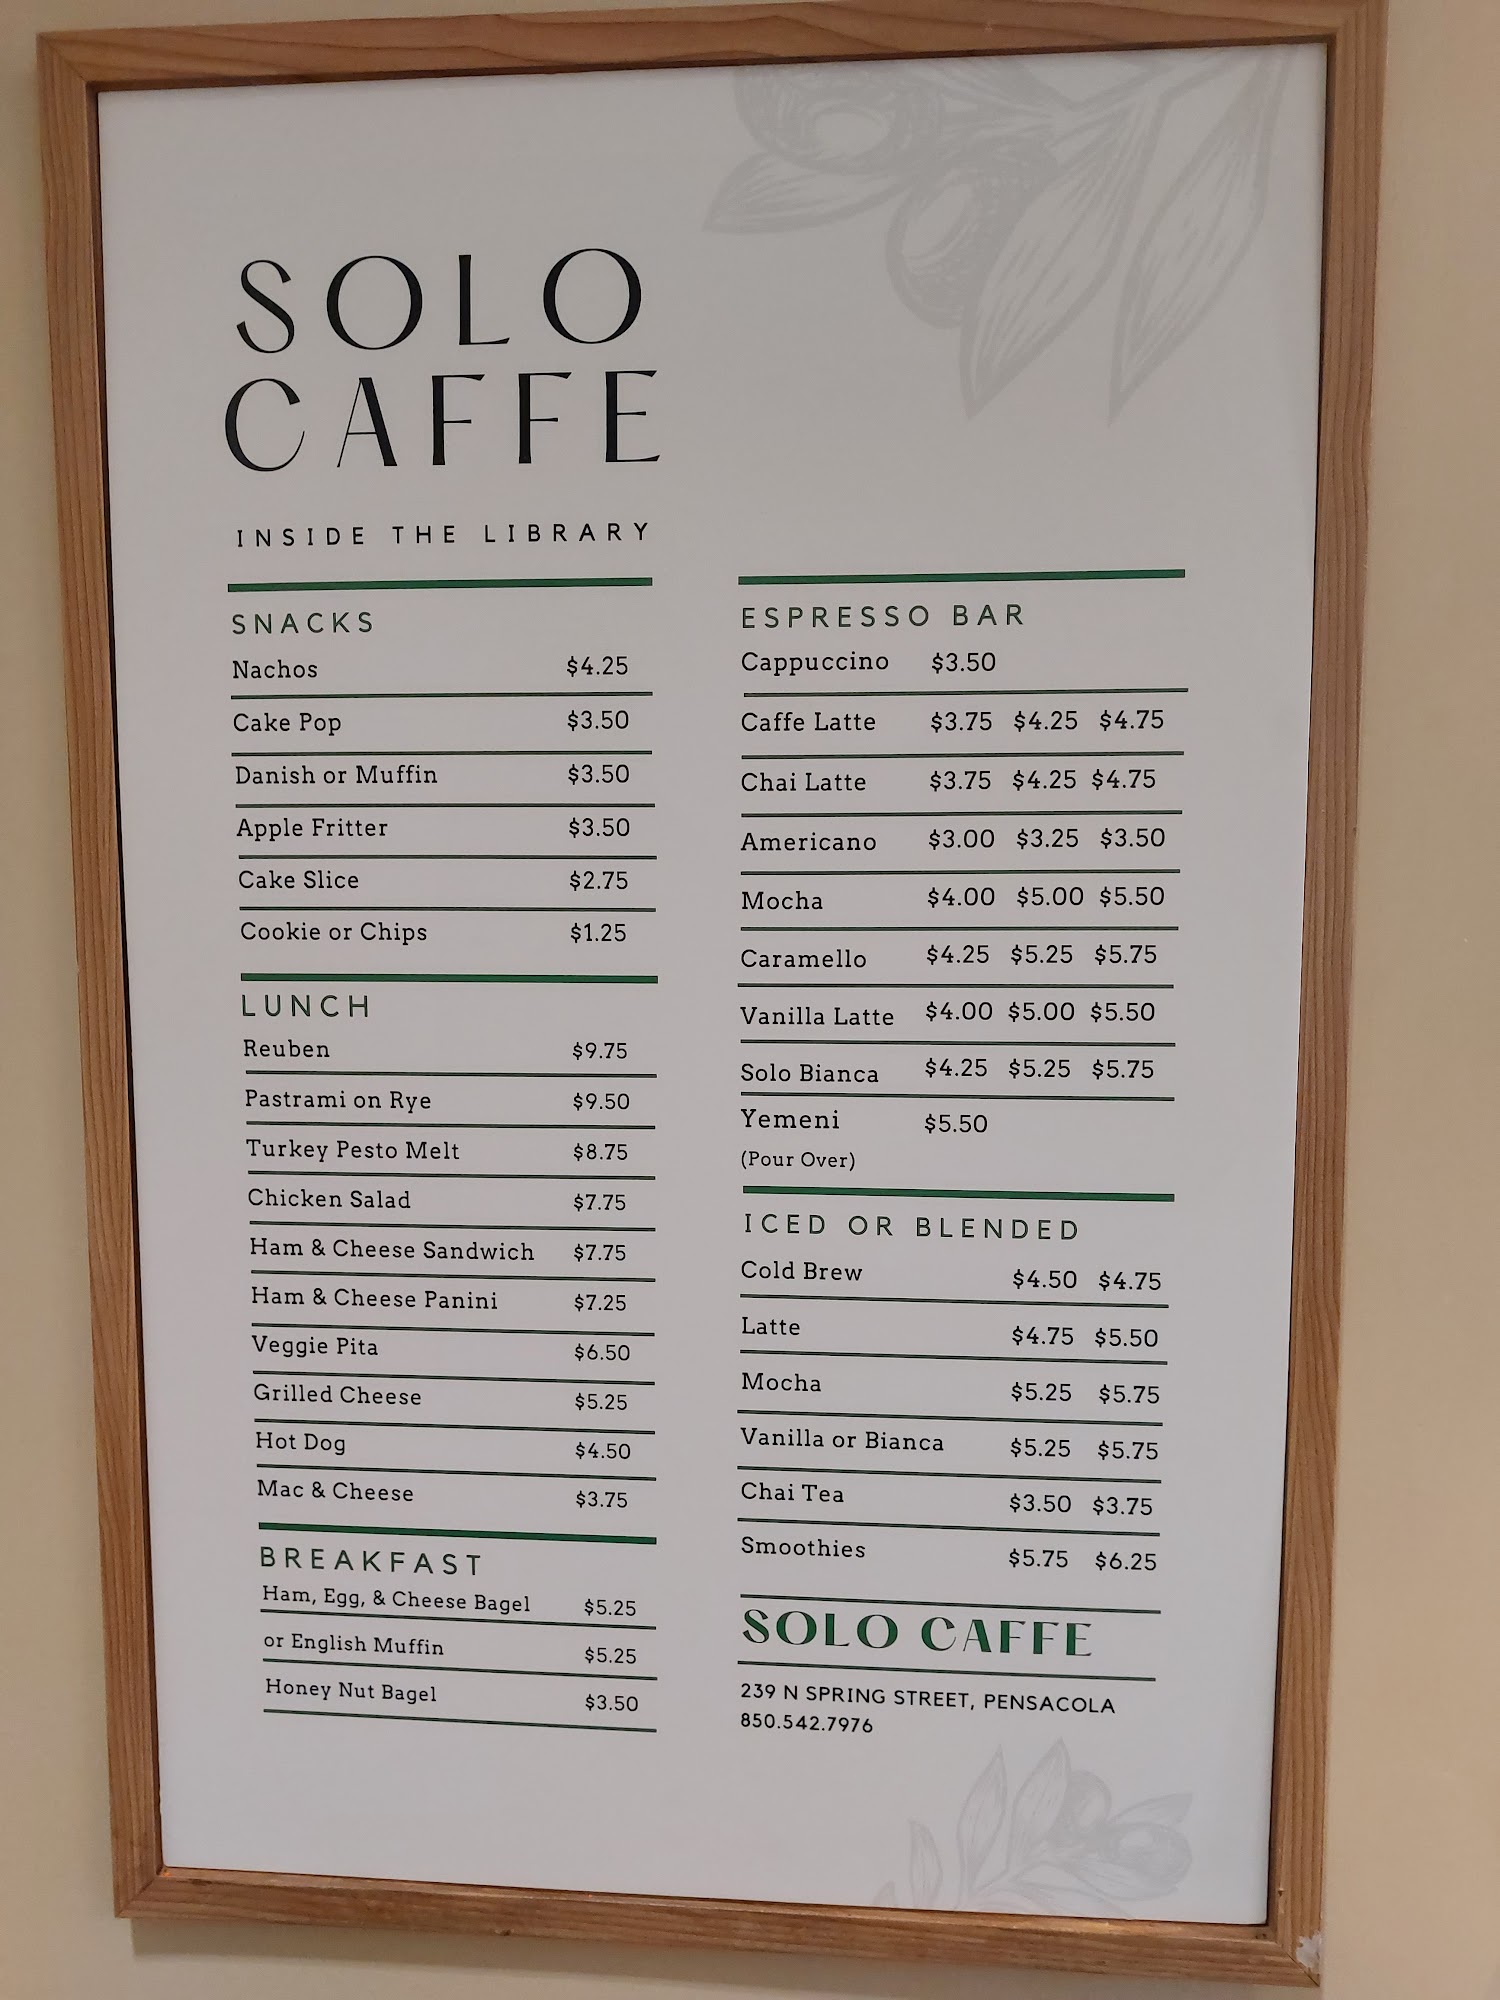 SOLO
CAFFE
INSIDE THE LIBRARY
SNACKS
Nachos $4.25
Cake Pop $3.50
Danish or Muffin $3.50
Apple Fritter $3.50
Cake Slice $2.75
Cookie or Chips $1.25
LUNCH
Reuben $9.75
Pastrami on Rye $9.50
Turkey Pesto Melt $8.75
Chicken Salad $7.75
Ham & Cheese Sandwich $7.75
Ham & Cheese Panini $7.25
Veggie Pita $6.50
Grilled Cheese $5.25
Hot Dog $4.50
Mac & Cheese $3.75
BREAKFAST
Ham, Egg, & Cheese Bagel $5.25
or English Muffin $5.25
Honey Nut Bagel $3.50
ESPRESSO BAR
Cappuccino $3.50
Caffe Latte $3.75 $4.25 $4.75
Chai Latte $3.75 $4.25 $4.75
Americano $3.00 $3.25 $3.50
Mocha $4.00 $5.00 $5.50
Caramello $4.25 $5.25 $5.75
Vanilla Latte $4.00 $5.00 $5.50
Solo Bianca $4.25 $5.25 $5.75
Yemeni $5.50
(Pour Over)
ICED OR BLENDED
Cold Brew $4.50 $4.75
Latte $4.75 $5.50
Mocha $5.25 $5.75
Vanilla or Bianca $5.25 $5.75
Chai Tea $3.50 $3.75
Smoothies $5.75 $6.25
SOLO CAFFE
239 N SPRING STREET, PENSACOLA
850.542.7976